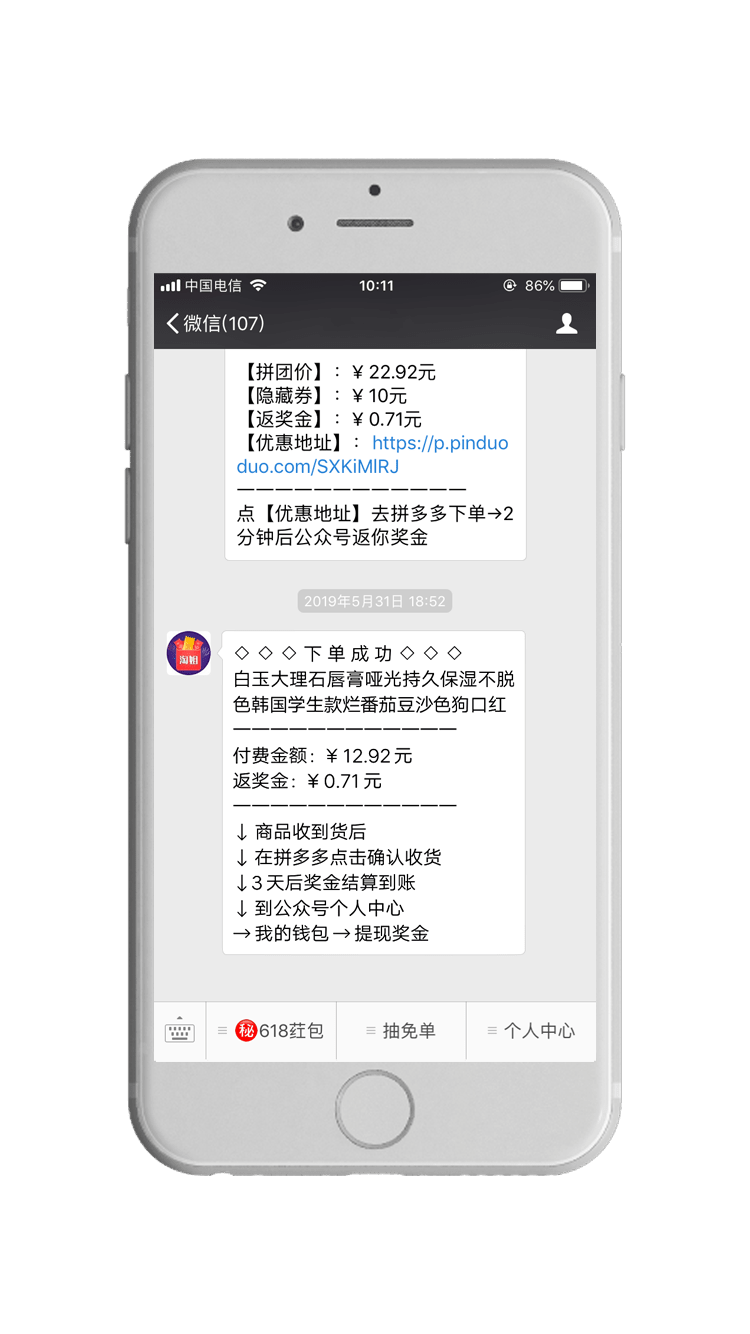 中国电信 10:11 86%
微信(107)
【拼团价】：￥22.92元
【隐藏券】：￥10元
【返奖金】：￥0.71元
【优惠地址】：https://p.pinduo
duo.com/SXKiMIRJ
————————————
点【优惠地址】去拼多多下单→2
分钟后公众号返你奖金
2019年5月31日 18:52
淘相
◇ ◇ ◇ 下 单 成 功 ◇ ◇ ◇
白玉大理石唇膏哑光持久保湿不脱
色韩国学生款烂番茄豆沙色狗口红
————————————
付费金额：￥12.92元
返奖金：￥0.71元
————————————
↓ 商品收到货后
↓ 在拼多多点击确认收货
↓3天后奖金结算到账
↓ 到公众号个人中心
→我的钱包→提现奖金
㊙618荭包 抽免单 个人中心